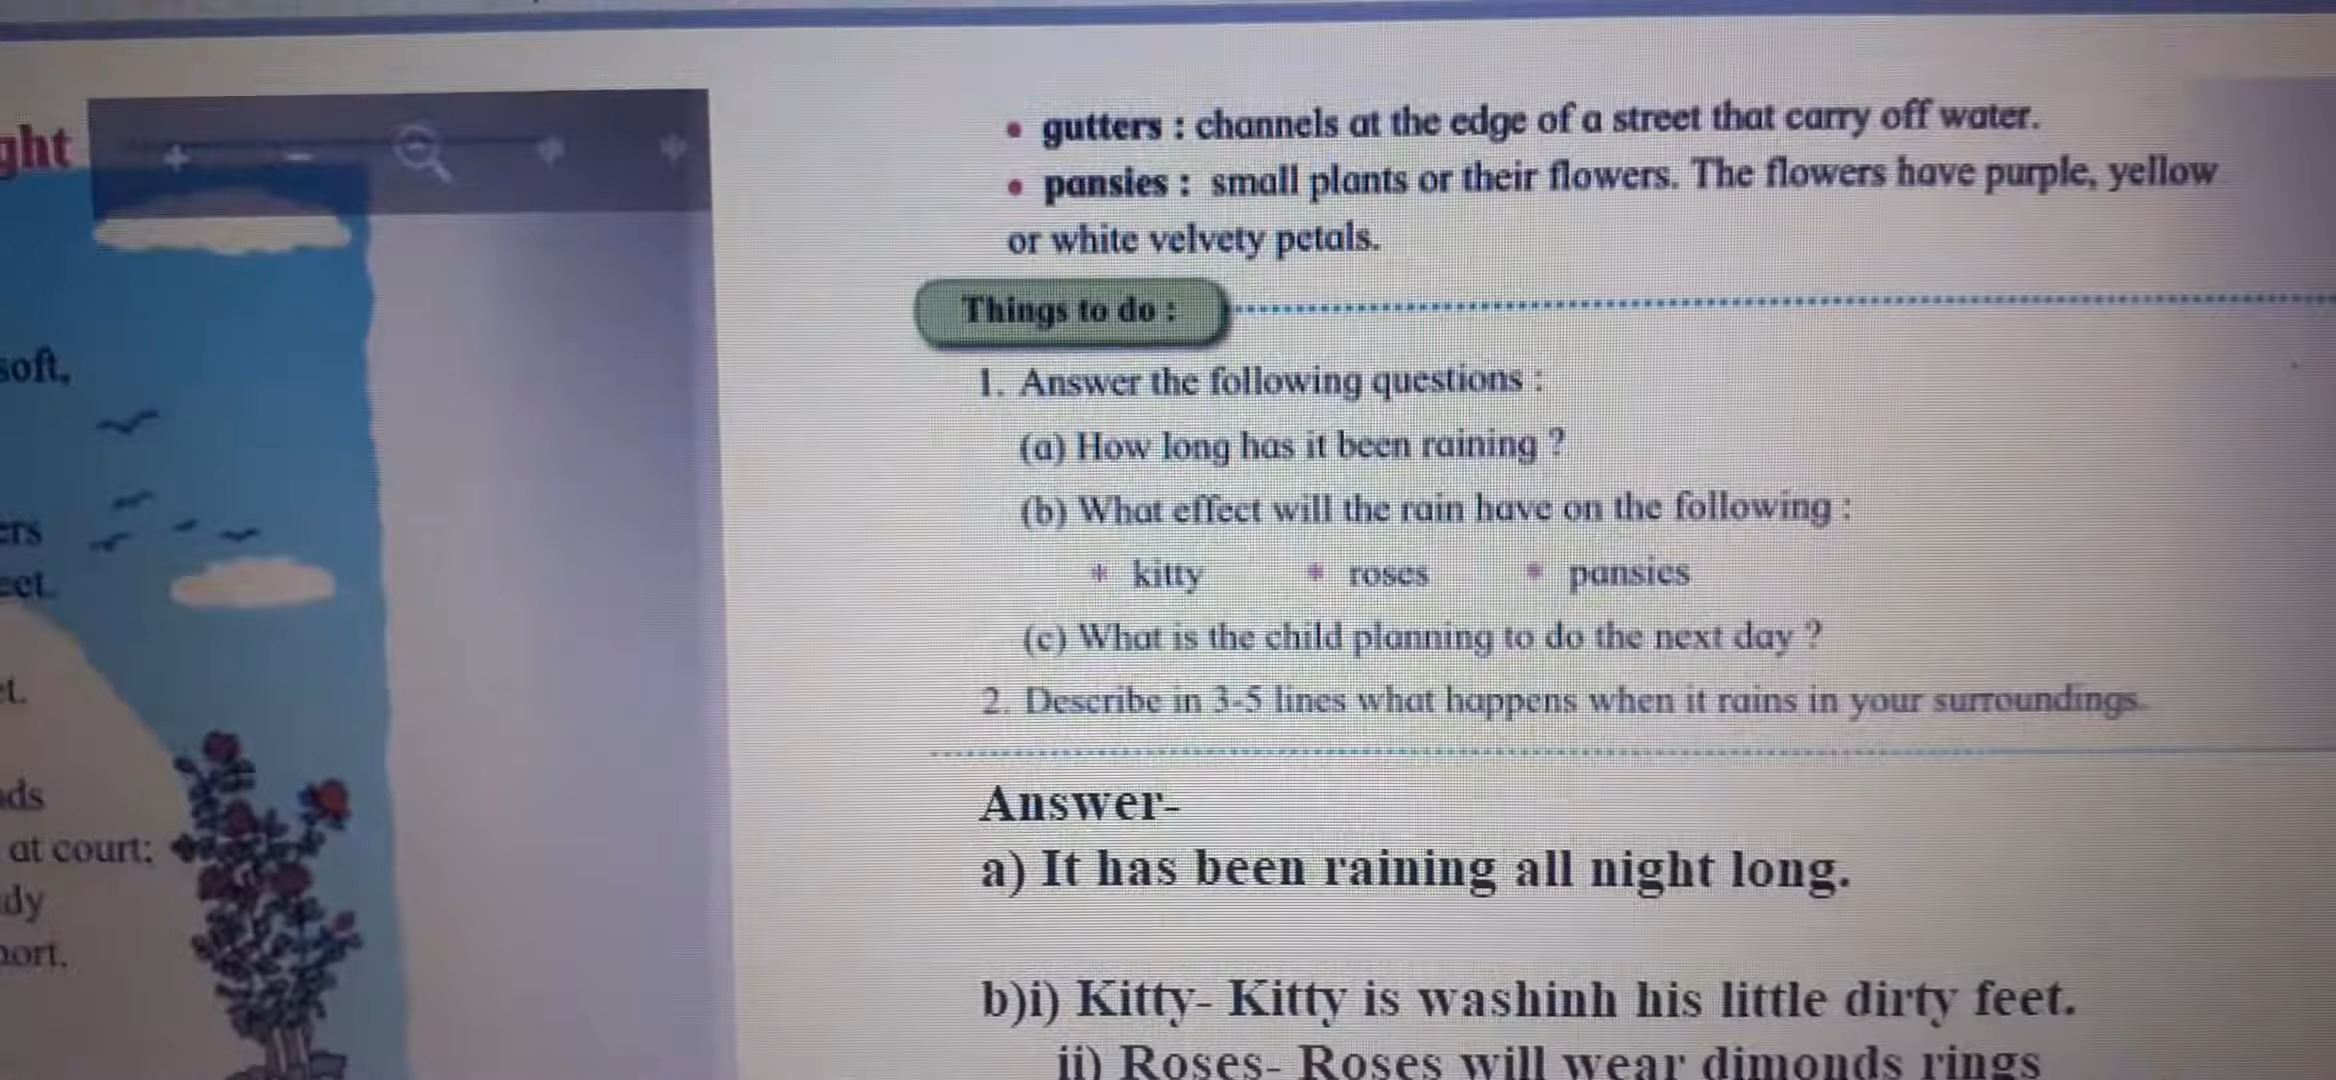 ght
soft,
ers
eet.
et.
nds
at court;
dy
hort.
• gutters : channels at the edge of a street that carry off water.
• pansies : small plants or their flowers. The flowers have purple, yellow
or white velvety petals.
Things to do :
1. Answer the following questions :
(a) How long has it been raining ?
(b) What effect will the rain have on the following :
* kitty * roses * pansies
(c) What is the child planning to do the next day ?
2. Describe in 3-5 lines what happens when it rains in your surroundings.
Answer-
a) It has been raining all night long.
b)i) Kitty- Kitty is washinh his little dirty feet.
ii) Roses- Roses will wear dimonds rings